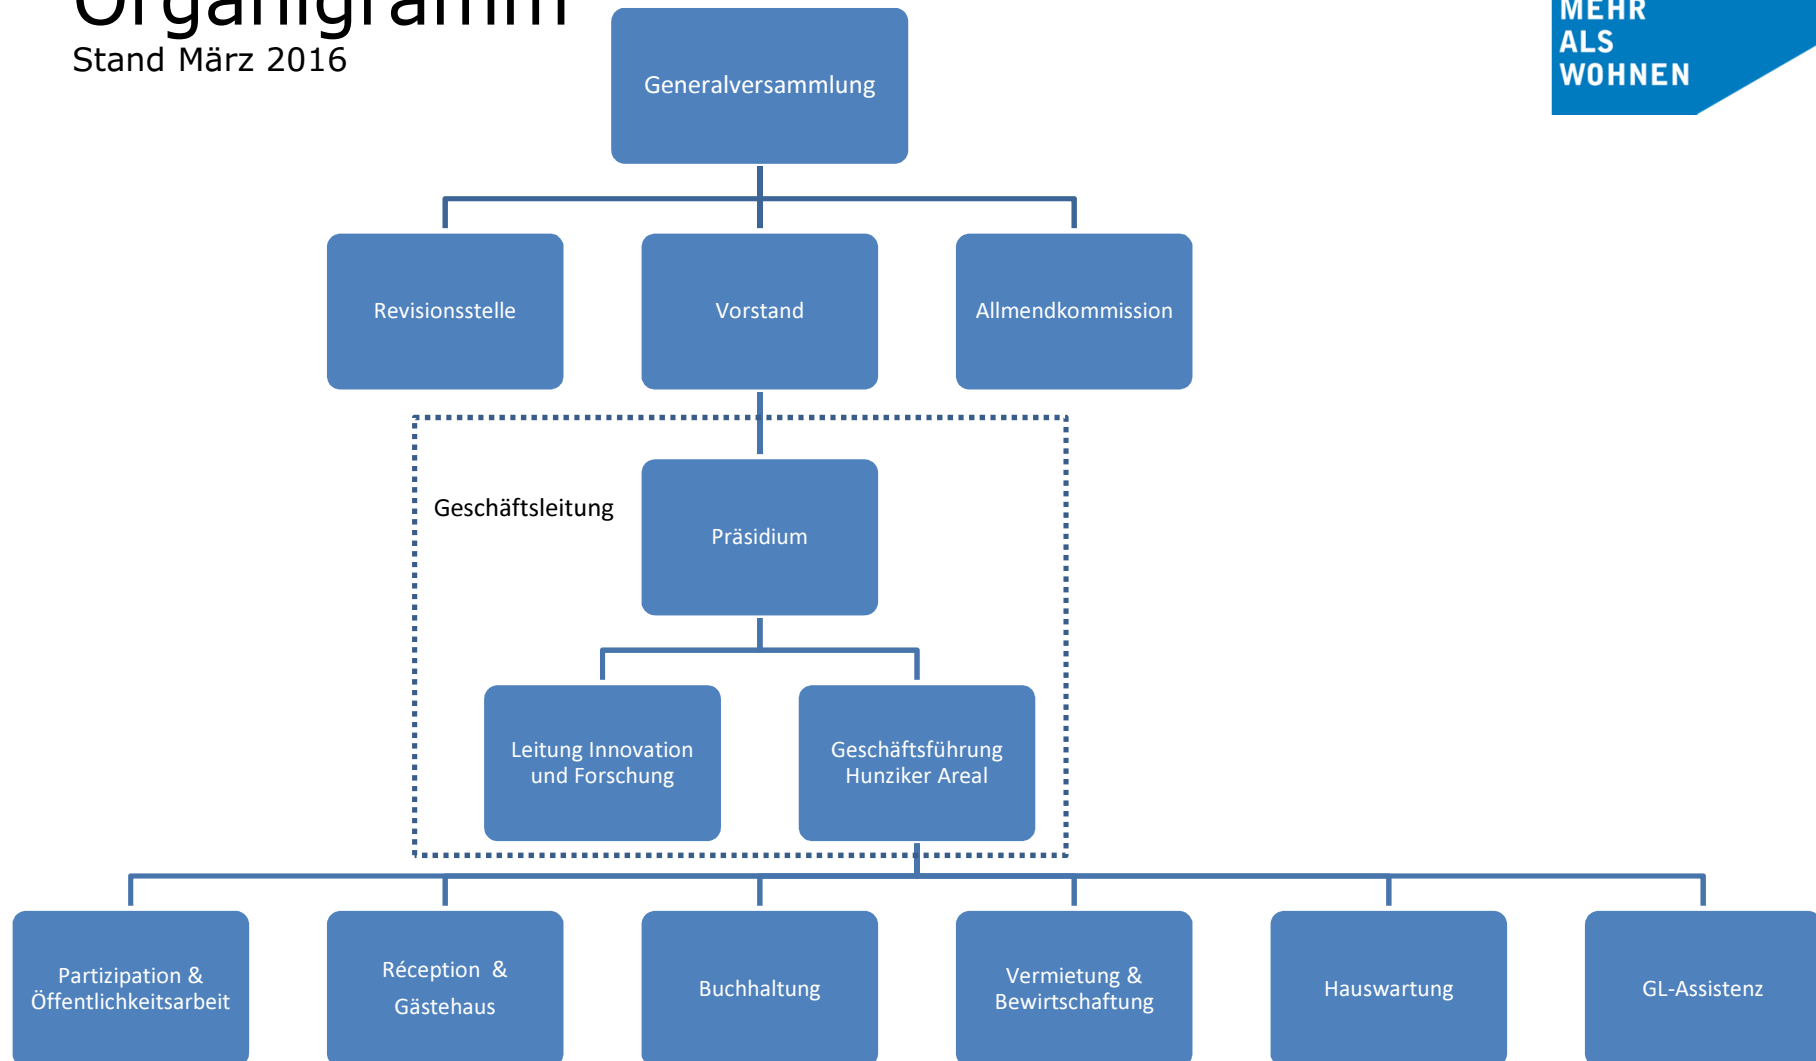 Organigramm
Stand März 2016
MEHR
ALS
WOHNEN
Generalversammlung
Revisionsstelle
Vorstand
Allmendkommission
Geschäftsleitung
Präsidium
Leitung Innovation
und Forschung
Geschäftsführung
Hunziker Areal
Partizipation &
Öffentlichkeitsarbeit
Réception &
Gästehaus
Buchhaltung
Vermietung &
Bewirtschaftung
Hauswartung
GL-Assistenz